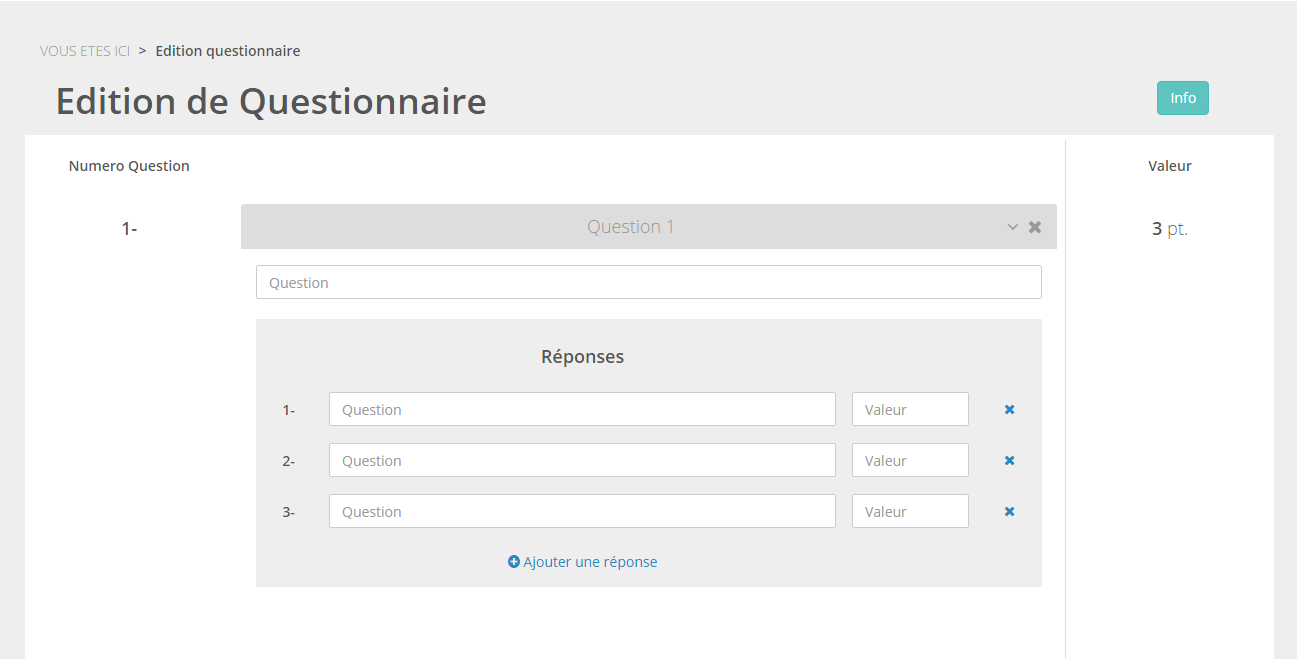 VOUS ETES ICI > Edition questionnaire
Edition de Questionnaire
Info
Numero Question
Valeur
1-
Question 1
3 pt.
Question
Réponses
1- Question Valeur
2- Question Valeur
3- Question Valeur
Ajouter une réponse